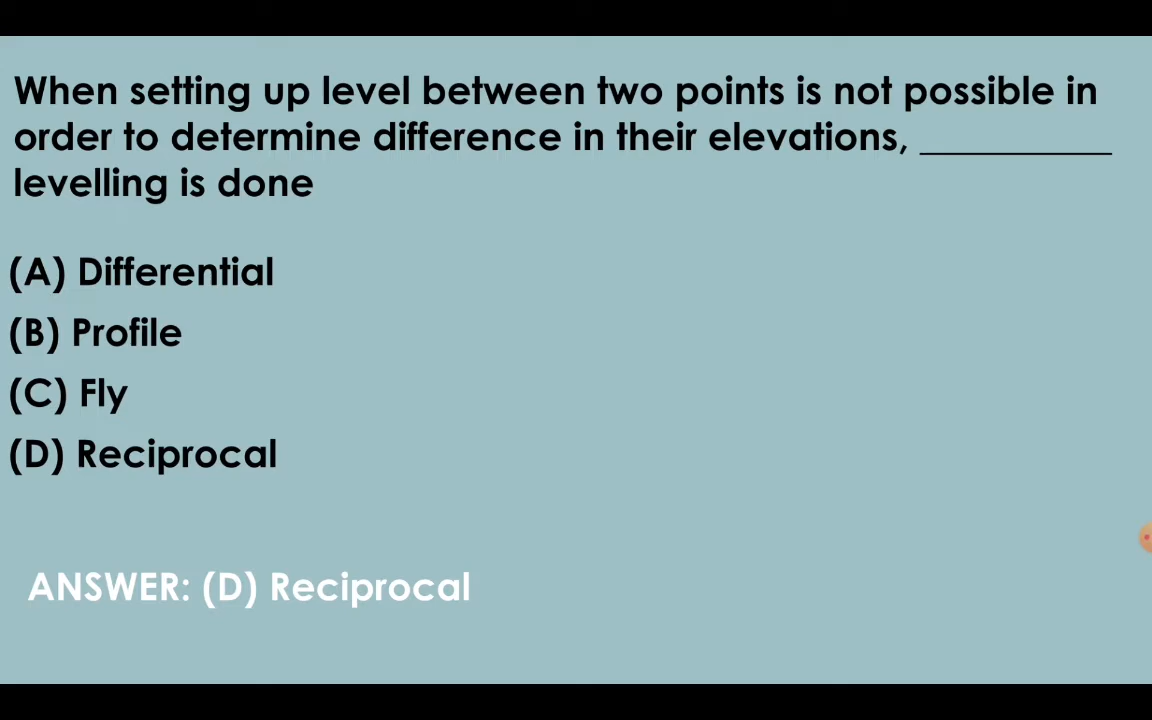 When setting up level between two points is not possible in
order to determine difference in their elevations, __________
levelling is done
(A) Differential
(B) Profile
(C) Fly
(D) Reciprocal
ANSWER: (D) Reciprocal